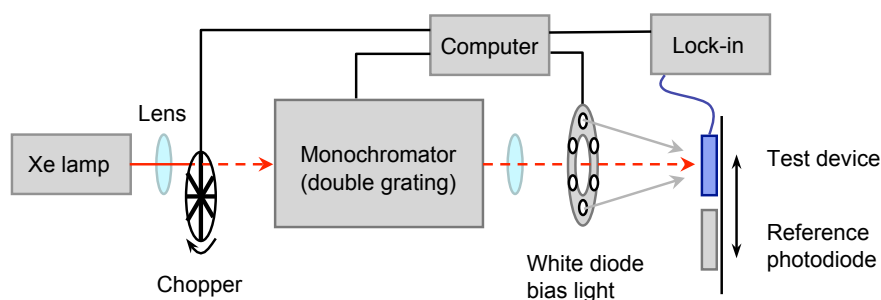 Computer
Lock-in
Lens
Xe lamp
Monochromator
(double grating)
Test device
Reference
photodiode
Chopper
White diode
bias light